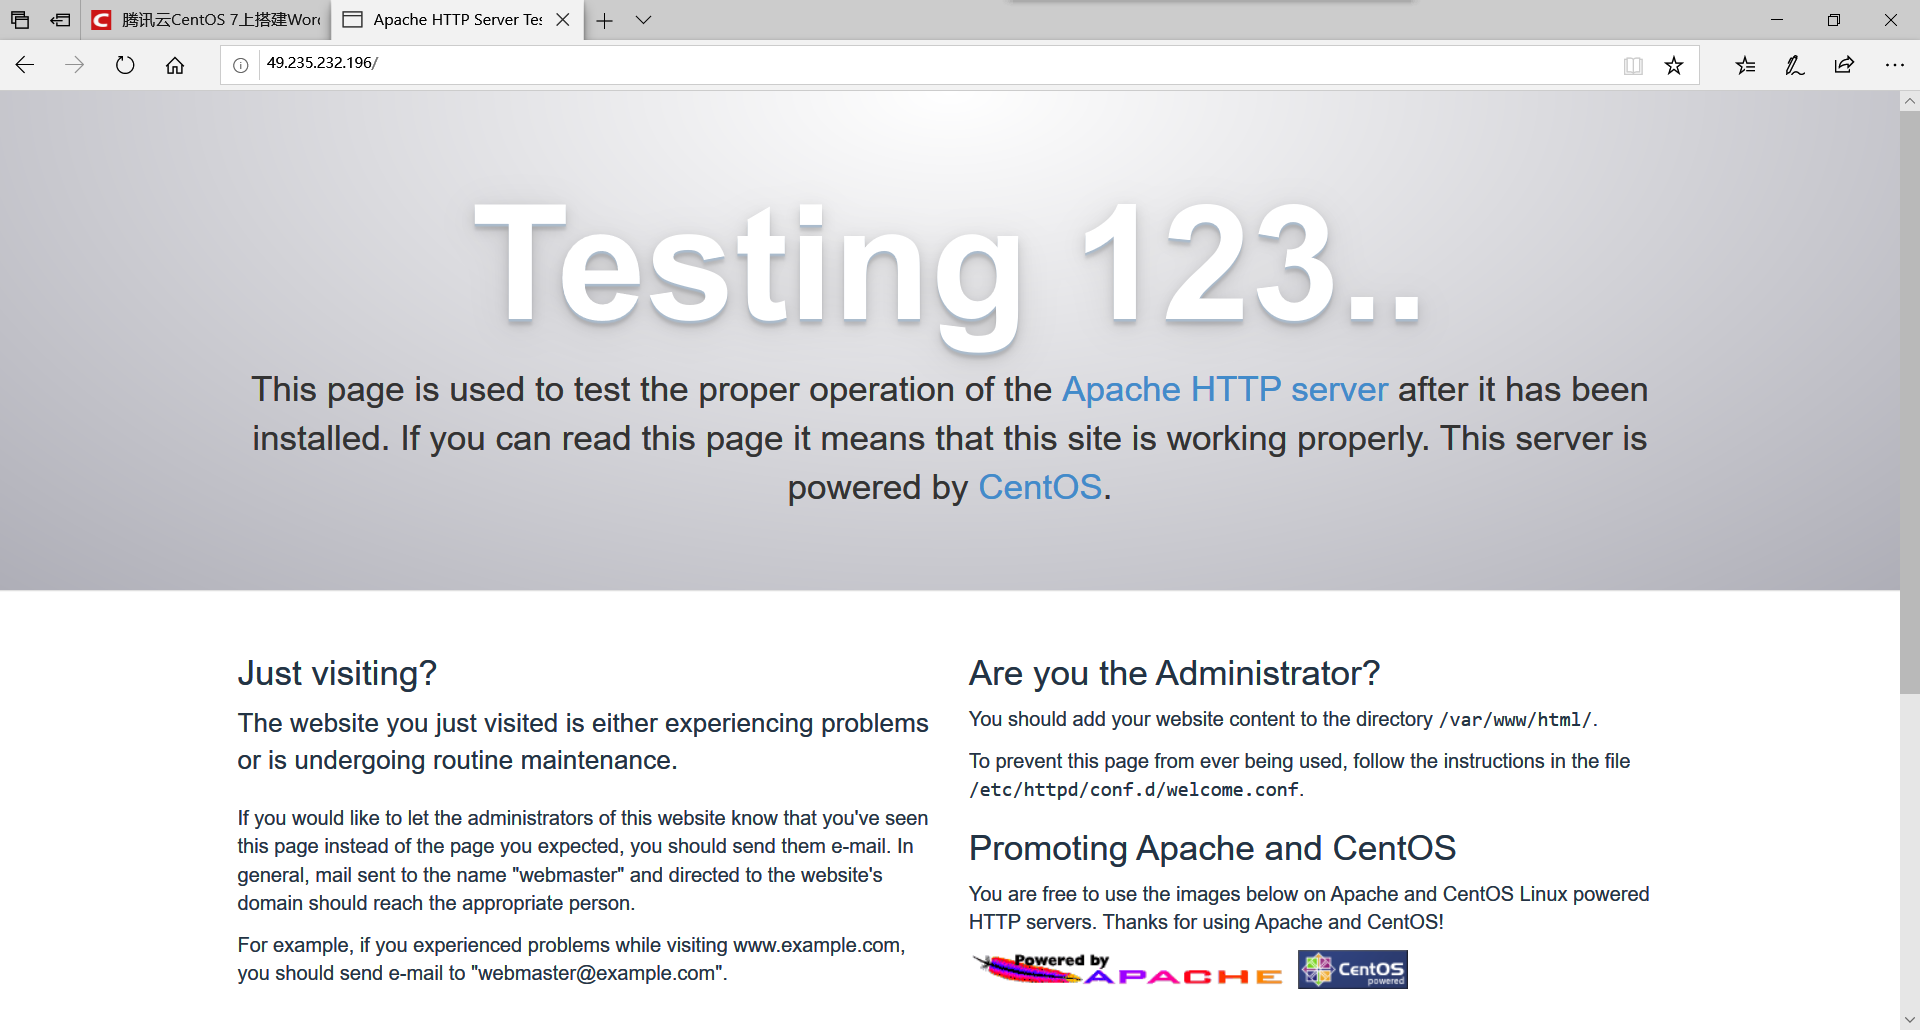 腾讯云CentOS 7上搭建Wor
Apache HTTP Server Tes
49.235.232.196/
Testing 123..
This page is used to test the proper operation of the Apache HTTP server after it has been
installed. If you can read this page it means that this site is working properly. This server is
powered by CentOS.
Just visiting?
The website you just visited is either experiencing problems
or is undergoing routine maintenance.
If you would like to let the administrators of this website know that you've seen
this page instead of the page you expected, you should send them e-mail. In
general, mail sent to the name "webmaster" and directed to the website's
domain should reach the appropriate person.
For example, if you experienced problems while visiting www.example.com,
you should send e-mail to "webmaster@example.com".
Are you the Administrator?
You should add your website content to the directory /var/www/html/.
To prevent this page from ever being used, follow the instructions in the file
/etc/httpd/conf.d/welcome.conf.
Promoting Apache and CentOS
You are free to use the images below on Apache and CentOS Linux powered
HTTP servers. Thanks for using Apache and CentOS!
Powered by
APACHE
CentOS
powered